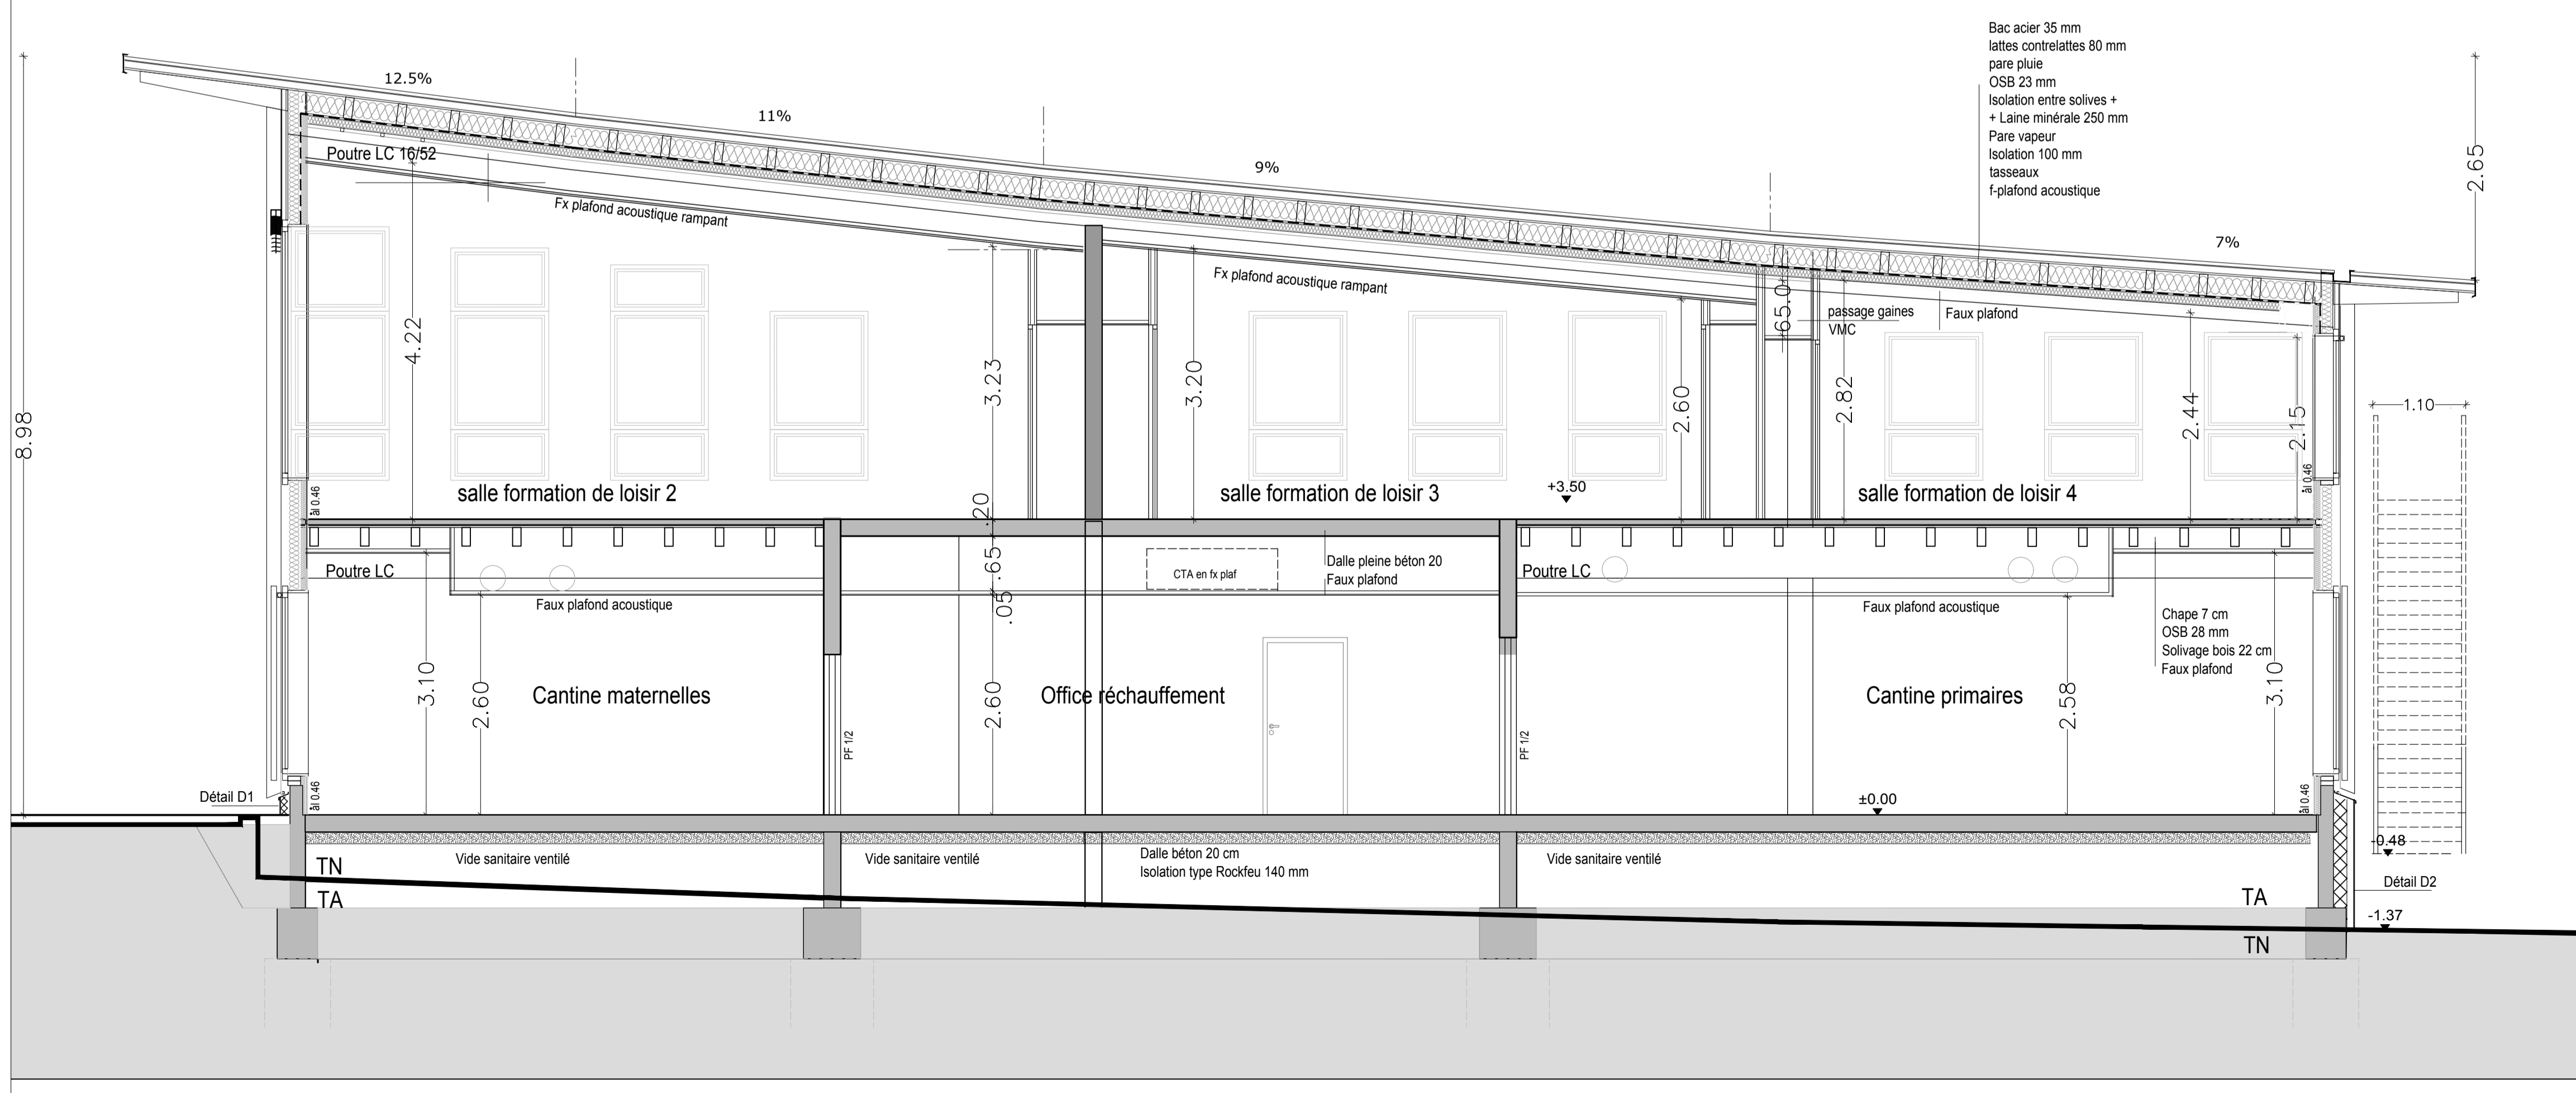 Bac acier 35 mm
lattes contrelattes 80 mm
pare pluie
OSB 23 mm
Isolation entre solives +
+ Laine minérale 250 mm
Pare vapeur
Isolation 100 mm
tasseaux
f-plafond acoustique
12.5%
11%
9%
7%
2.65
8.98
Poutre LC 16/52
Fx plafond acoustique rampant
Fx plafond acoustique rampant
passage gaines
VMC
Faux plafond
4.22
3.23
3.20
2.60
65.0
2.82
2.44
2.15
1.10
àl 0.46
salle formation de loisir 2
salle formation de loisir 3
+3.50
salle formation de loisir 4
àl 0.46
.20
Poutre LC
.65
CTA en fx plaf
Dalle pleine béton 20
Faux plafond
Poutre LC
Faux plafond acoustique
.05
Faux plafond acoustique
Chape 7 cm
OSB 28 mm
Solivage bois 22 cm
Faux plafond
3.10
2.60
Cantine maternelles
2.60
Office réchauffement
Cantine primaires
2.58
3.10
PF 1/2
PF 1/2
Détail D1
àl 0.46
±0.00
àl 0.46
-0.48
TN
Vide sanitaire ventilé
Vide sanitaire ventilé
Dalle béton 20 cm
Isolation type Rockfeu 140 mm
Vide sanitaire ventilé
Détail D2
TA
TA
-1.37
TN